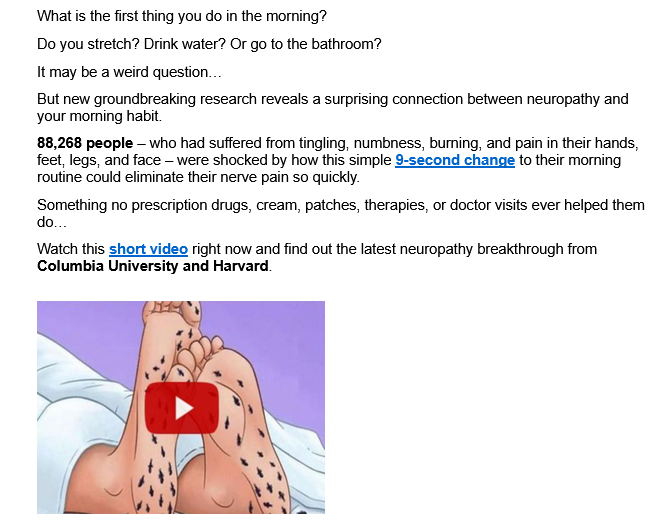 What is the first thing you do in the morning?
Do you stretch? Drink water? Or go to the bathroom?
It may be a weird question…
But new groundbreaking research reveals a surprising connection between neuropathy and
your morning habit.
88,268 people – who had suffered from tingling, numbness, burning, and pain in their hands,
feet, legs, and face – were shocked by how this simple 9-second change to their morning
routine could eliminate their nerve pain so quickly.
Something no prescription drugs, cream, patches, therapies, or doctor visits ever helped them
do…
Watch this short video right now and find out the latest neuropathy breakthrough from
Columbia University and Harvard.